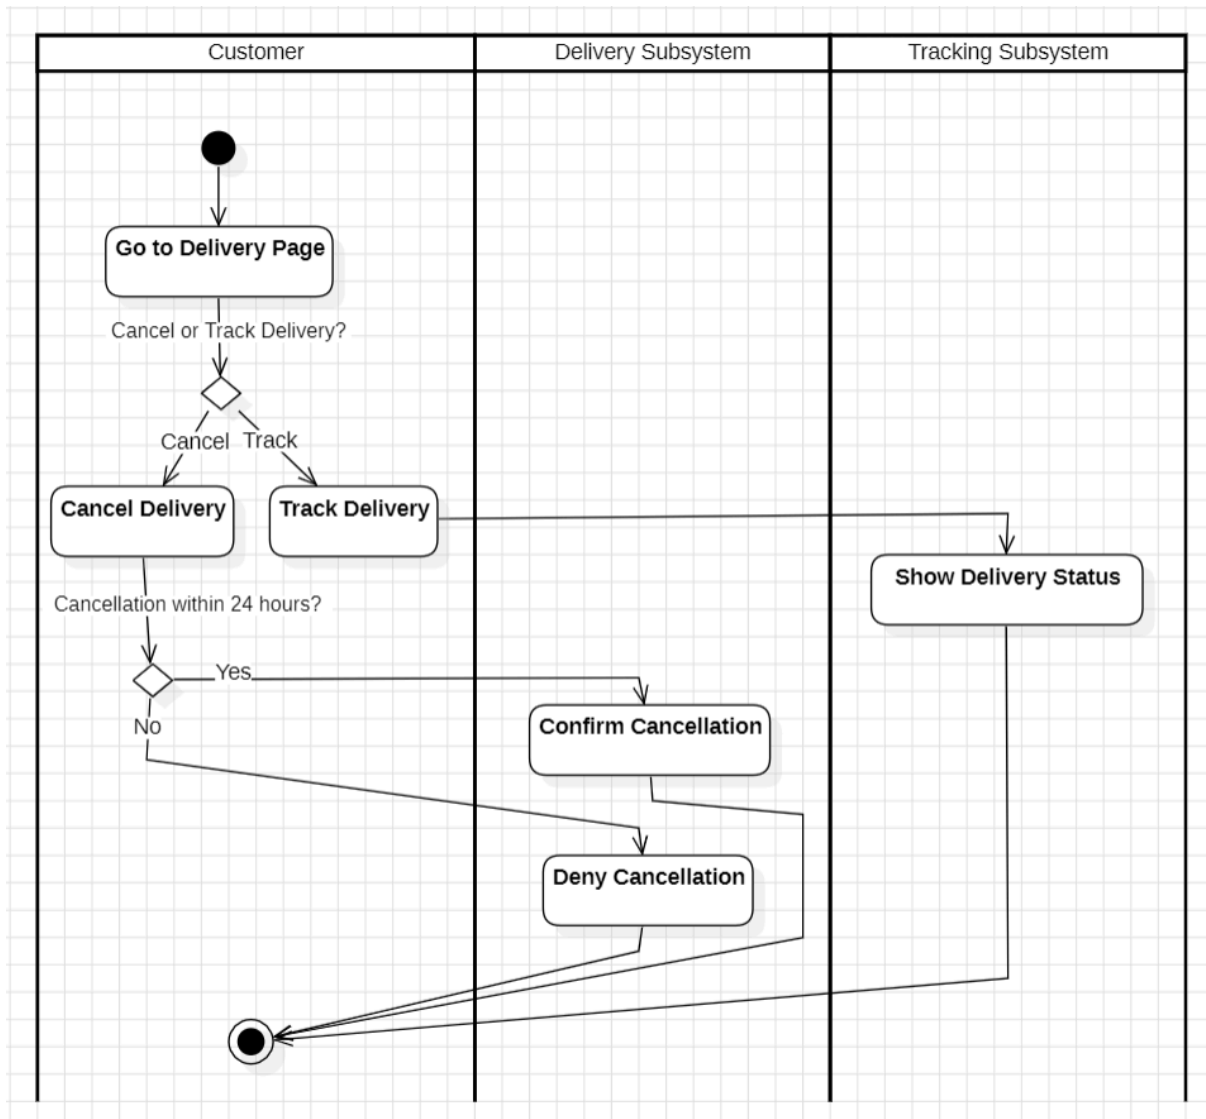 Customer
Delivery Subsystem
Tracking Subsystem
Go to Delivery Page
Cancel or Track Delivery?
Cancel
Track
Cancel Delivery
Track Delivery
Show Delivery Status
Cancellation within 24 hours?
Yes
No
Confirm Cancellation
Deny Cancellation